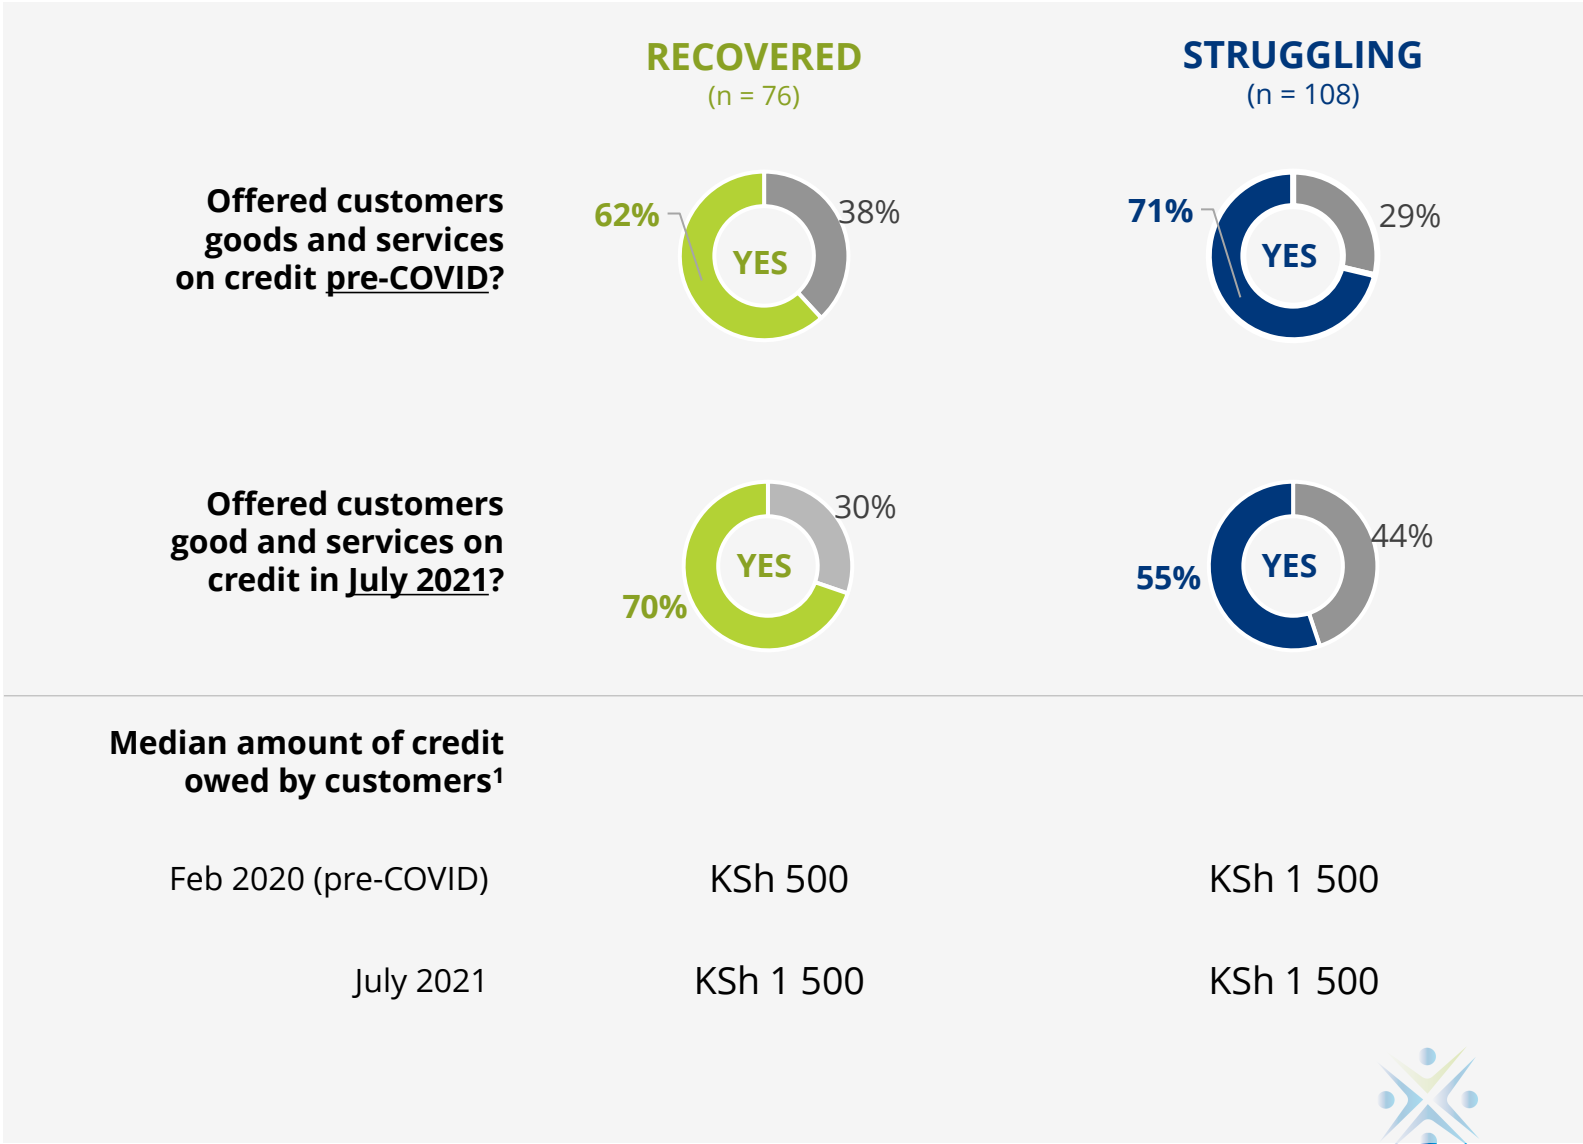 RECOVERED
(n = 76)
STRUGGLING
(n = 108)
Offered customers
goods and services
on credit pre-COVID?
62%
YES
38%
71%
YES
29%
Offered customers
good and services on
credit in July 2021?
70%
YES
30%
55%
YES
44%
Median amount of credit
owed by customers¹
Feb 2020 (pre-COVID)
KSh 500
KSh 1 500
July 2021
KSh 1 500
KSh 1 500